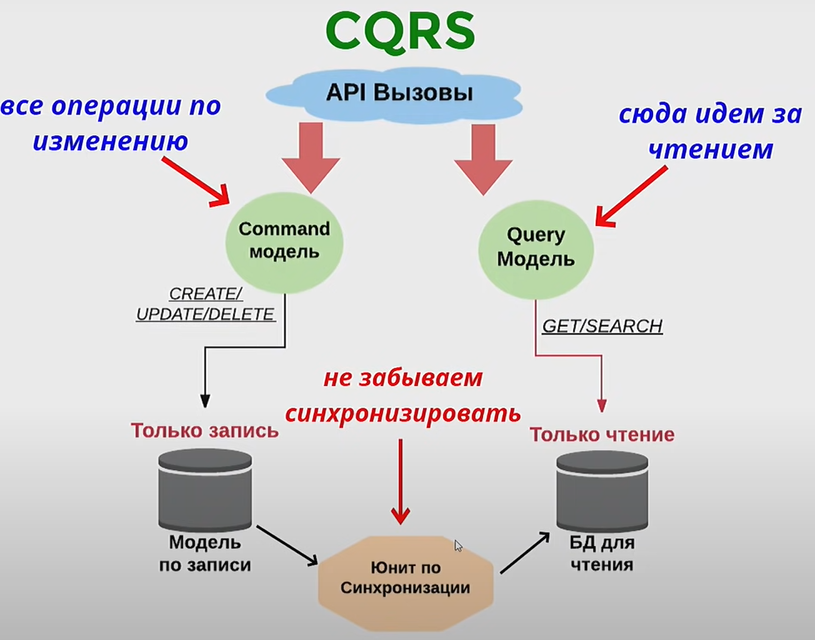 CQRS
API Вызовы
все операции по
изменению
сюда идем за
чтением
Command
модель
Query
Модель
CREATE/
UPDATE/DELETE
GET/SEARCH
не забываем
синхронизировать
Только запись
Только чтение
Модель
по записи
БД для
чтения
Юнит по
Синхронизации